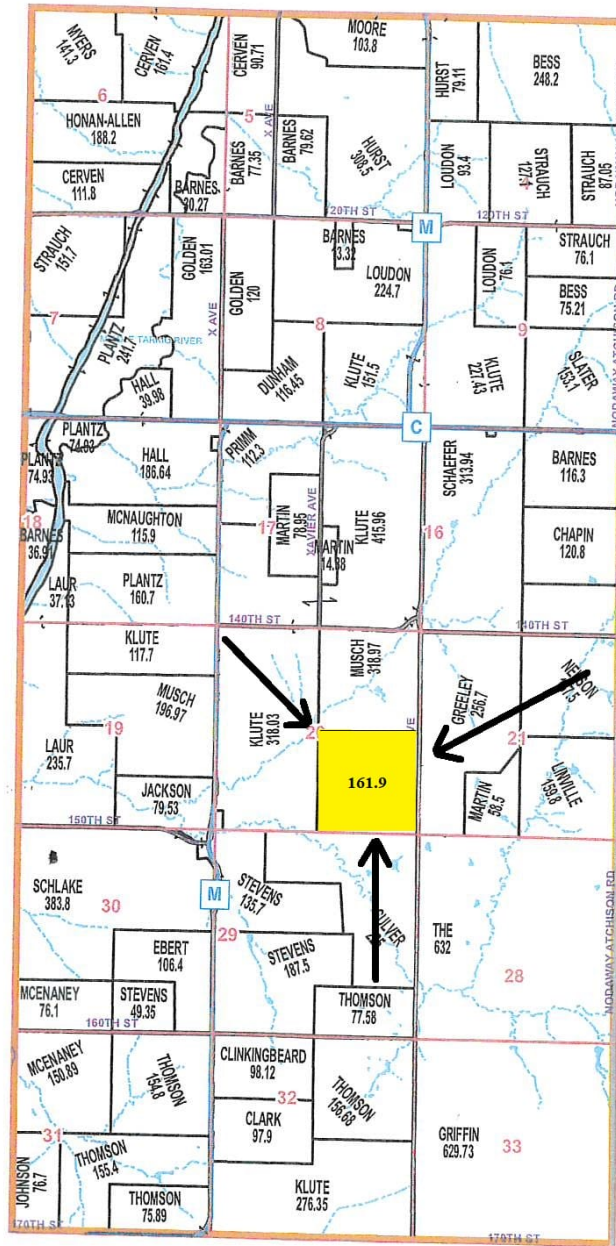 MYERS
141.3
CERVEN
161.4
CERVEN
90.71
MOORE
103.8
HURST
79.11
BESS
248.2
6
5
X AVE
HONAN-ALLEN
188.2
BARNES
77.35
BARNES
79.62
HURST
308.5
LOUDON
93.4
STRAUCH
STRAUCH
87.05
CERVEN
111.8
BARNES
30.27
120TH ST
M
120TH ST
STRAUCH
151.7
GOLDEN
163.01
GOLDEN
120
BARNES
13.32
LOUDON
224.7
LOUDON
76.1
STRAUCH
76.1
BESS
75.21
X AVE
7
8
9
PLANTZ
241.7
TARKIO RIVER
HALL
39.98
DUNHAM
116.45
KLUTE
151.5
KLUTE
227.43
SLATER
153.1
C
PLANTZ
74.93
PLANTZ
74.93
HALL
186.64
PRIMM
112.3
SCHAEFER
313.94
BARNES
116.3
18
MCNAUGHTON
115.9
17
MARTIN
78.95
XAVIER AVE
MARTIN
14.88
KLUTE
415.96
16
CHAPIN
120.8
BARNES
36.91
LAUR
37.13
PLANTZ
160.7
140TH ST
140TH ST
KLUTE
117.7
MUSCH
318.97
GREELEY
256.7
NELSON
MUSCH
196.97
KLUTE
318.03
19
20
21
LAUR
235.7
161.9
MARTIN
58.5
LINVILLE
159.8
JACKSON
79.53
150TH ST
SCHLAKE
383.8
M
STEVENS
135.7
CULVER
THE
632
NODAWAY ATCHISON RD
30
29
28
EBERT
106.4
STEVENS
187.5
MCENANEY
76.1
STEVENS
49.35
THOMSON
77.58
160TH ST
MCENANEY
150.89
THOMSON
154.8
CLINKINGBEARD
98.12
THOMSON
156.68
32
CLARK
97.9
GRIFFIN
629.73
33
31
JOHNSON
76.7
THOMSON
155.4
THOMSON
75.89
KLUTE
276.35
170TH ST
170TH ST